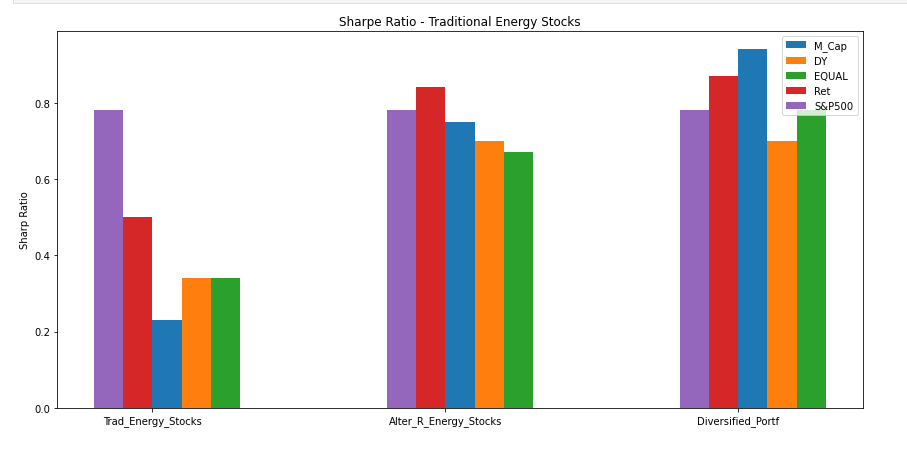 Sharpe Ratio - Traditional Energy Stocks
M_Cap
DY
EQUAL
Ret
S&P500
Sharp Ratio
0.8
0.6
0.4
0.2
0.0
Trad_Energy_Stocks
Alter_R_Energy_Stocks
Diversified_Portf